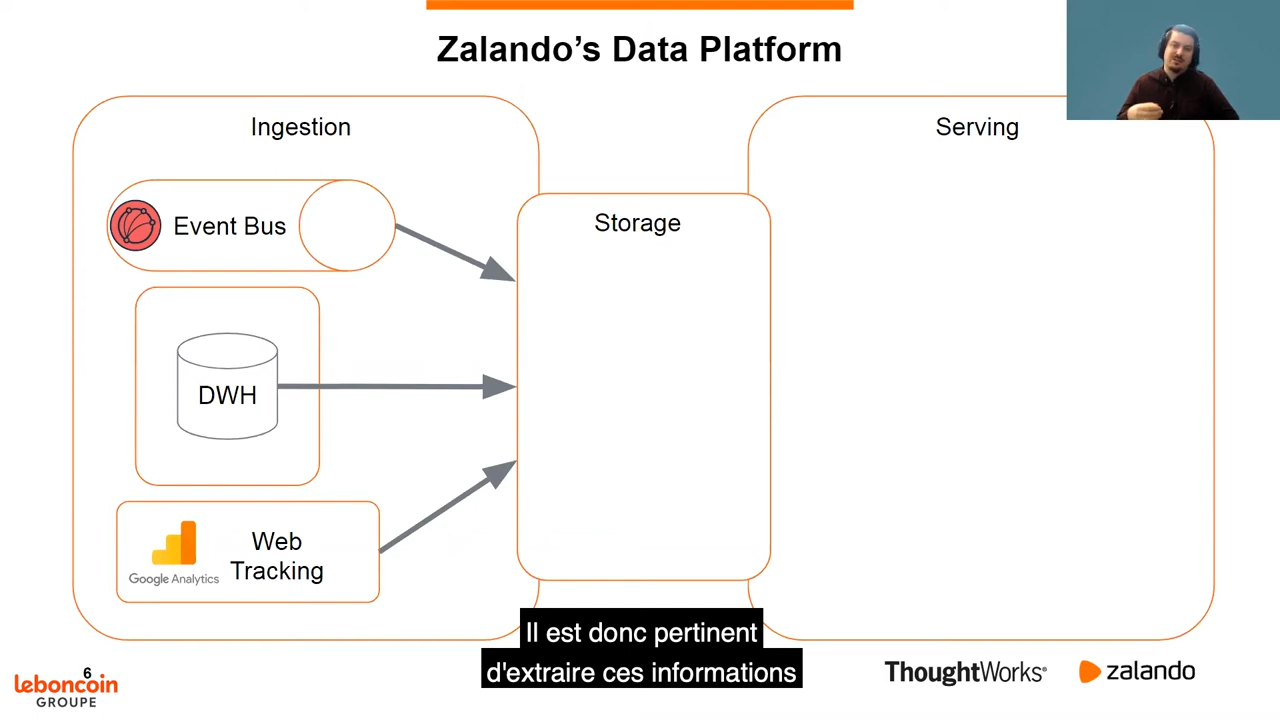 Zalando's Data Platform
Ingestion
Event Bus
DWH
Google Analytics
Web
Tracking
Storage
Serving
Il est donc pertinent
d'extraire ces informations
6
leboncoin
GROUPE
ThoughtWorks®
zalando